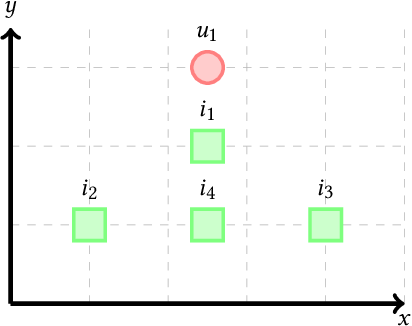 y
u₁
i₁
i₂ i₄ i₃
x